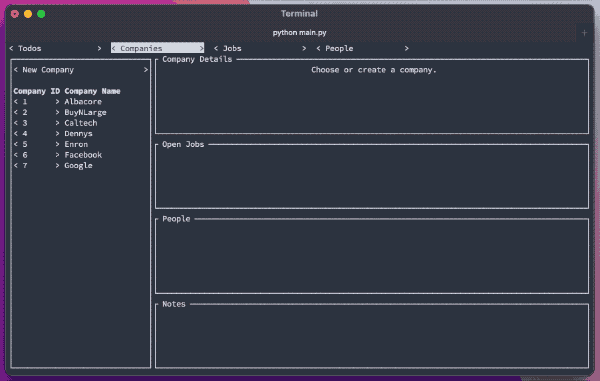 Terminal
python main.py
+
< Todos > < Companies > < Jobs > < People >
Company Details
< New Company >
Choose or create a company.
Company ID Company Name
< 1 > Albacore
< 2 > BuyNLarge
< 3 > Caltech
< 4 > Dennys
< 5 > Enron
< 6 > Facebook
< 7 > Google
Open Jobs
People
Notes